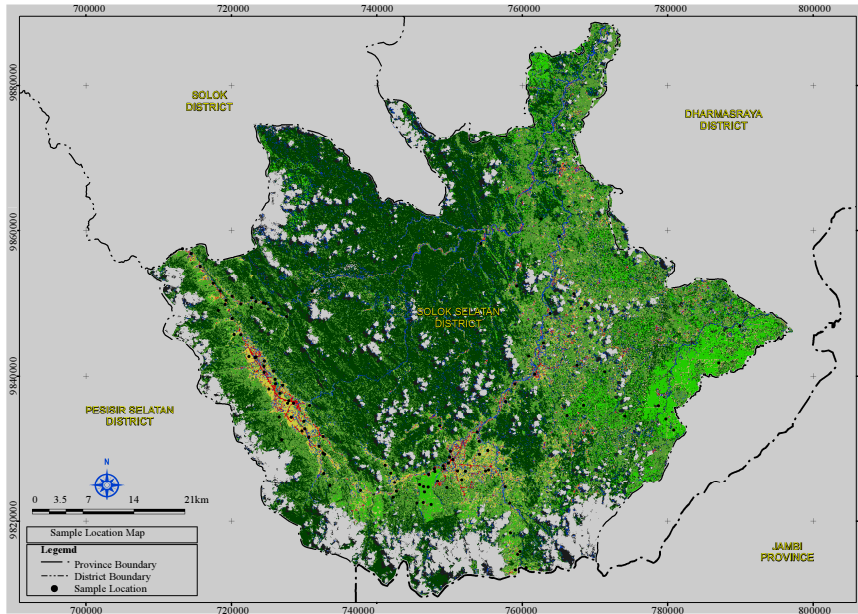 700000 720000 740000 760000 780000 800000
9880000
SOLOK
DISTRICT
DHARMASRAYA
DISTRICT
9860000
SOLOK SELATAN
DISTRICT
9840000
PESISIR SELATAN
DISTRICT
N
0 3.5 7 14 21km
9820000
Sample Location Map
Legemd
Province Boundary
District Boundary
Sample Location
JAMBI
PROVINCE
700000 720000 740000 760000 780000 800000